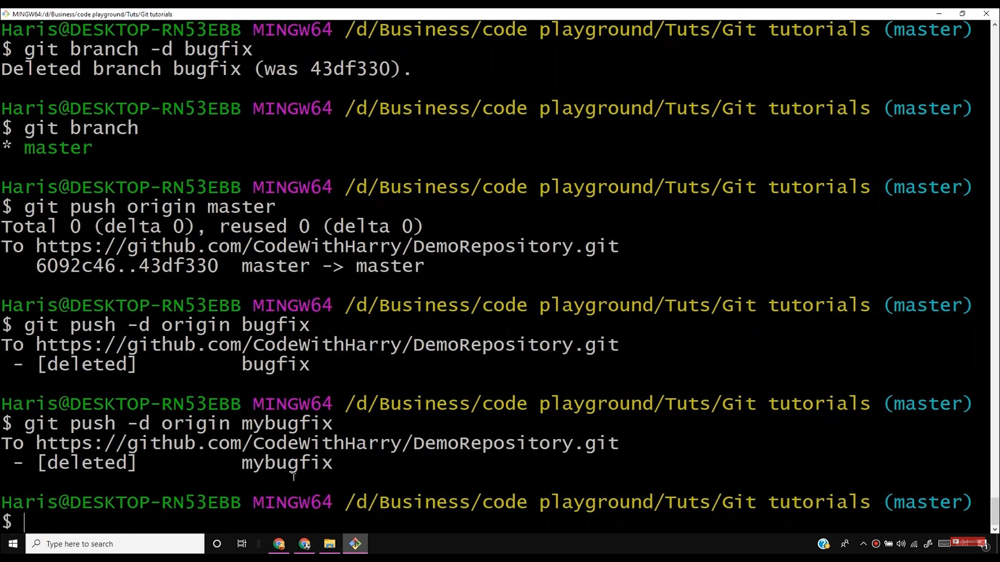 MINGW64:/d/Business/code playground/Tuts/Git tutorials
Haris@DESKTOP-RN53EBB MINGW64 /d/Business/code playground/Tuts/Git tutorials (master)
$ git branch -d bugfix
Deleted branch bugfix (was 43df330).
Haris@DESKTOP-RN53EBB MINGW64 /d/Business/code playground/Tuts/Git tutorials (master)
$ git branch
* master
Haris@DESKTOP-RN53EBB MINGW64 /d/Business/code playground/Tuts/Git tutorials (master)
$ git push origin master
Total 0 (delta 0), reused 0 (delta 0)
To https://github.com/CodeWithHarry/DemoRepository.git
6092c46..43df330 master -> master
Haris@DESKTOP-RN53EBB MINGW64 /d/Business/code playground/Tuts/Git tutorials (master)
$ git push -d origin bugfix
To https://github.com/CodeWithHarry/DemoRepository.git
- [deleted] bugfix
Haris@DESKTOP-RN53EBB MINGW64 /d/Business/code playground/Tuts/Git tutorials (master)
$ git push -d origin mybugfix
To https://github.com/CodeWithHarry/DemoRepository.git
- [deleted] mybugfix
Haris@DESKTOP-RN53EBB MINGW64 /d/Business/code playground/Tuts/Git tutorials (master)
$
Type here to search
Subscribe